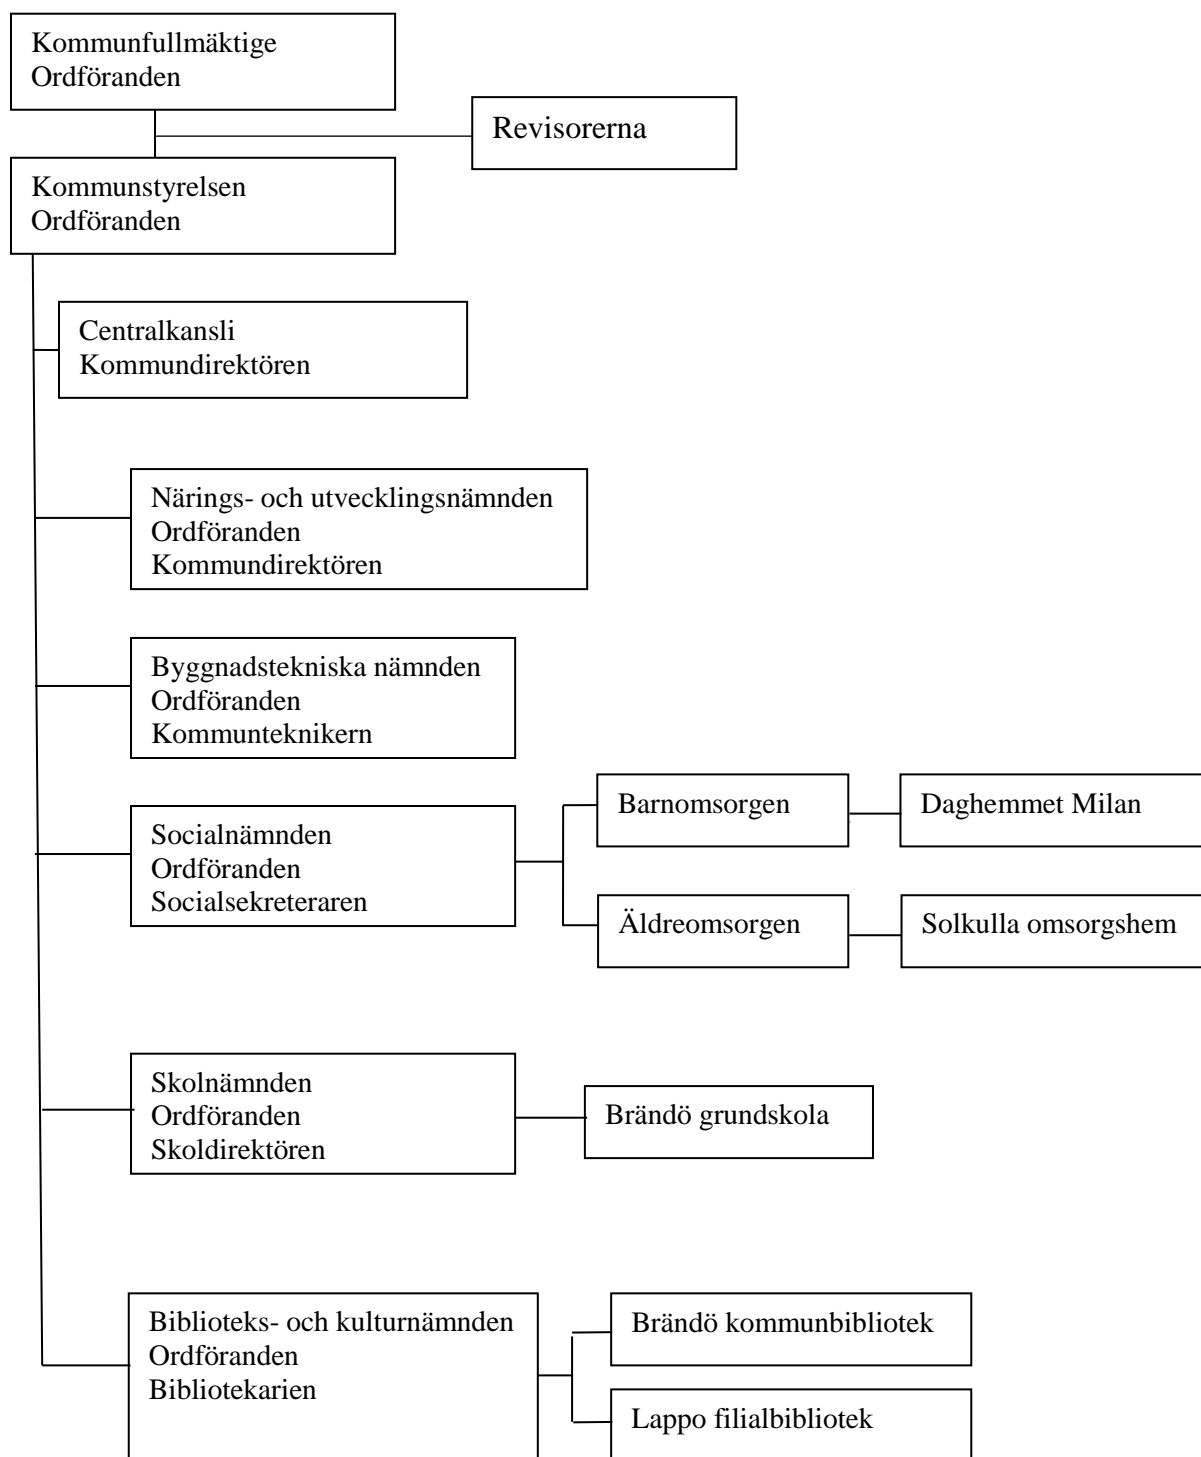 Kommunfullmäktige
Ordföranden
Revisorerna
Kommunstyrelsen
Ordföranden
Centralkansli
Kommundirektören
Närings- och utvecklingsnämnden
Ordföranden
Kommundirektören
Byggnadstekniska nämnden
Ordföranden
Kommunteknikern
Socialnämnden
Ordföranden
Socialsekreteraren
Barnomsorgen
Daghemmet Milan
Äldreomsorgen
Solkulla omsorgshem
Skolnämnden
Ordföranden
Skoldirektören
Brändö grundskola
Biblioteks- och kulturnämnden
Ordföranden
Bibliotekarien
Brändö kommunbibliotek
Lappo filialbibliotek